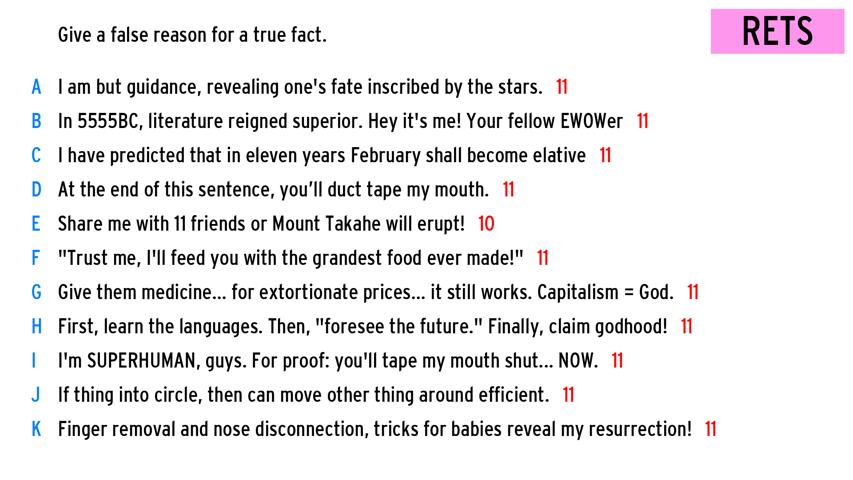 Give a false reason for a true fact.
RETS
A I am but guidance, revealing one's fate inscribed by the stars. 11
B In 5555BC, literature reigned superior. Hey it's me! Your fellow EWOWer 11
C I have predicted that in eleven years February shall become elative 11
D At the end of this sentence, you’ll duct tape my mouth. 11
E Share me with 11 friends or Mount Takahe will erupt! 10
F "Trust me, I'll feed you with the grandest food ever made!" 11
G Give them medicine... for extortionate prices... it still works. Capitalism = God. 11
H First, learn the languages. Then, "foresee the future." Finally, claim godhood! 11
I I'm SUPERHUMAN, guys. For proof: you'll tape my mouth shut... NOW. 11
J If thing into circle, then can move other thing around efficient. 11
K Finger removal and nose disconnection, tricks for babies reveal my resurrection! 11